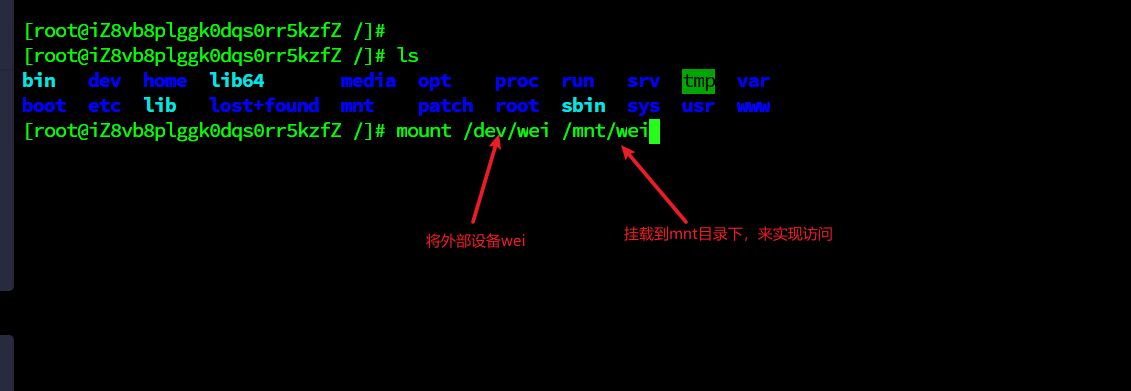 [root@iZ8vb8plggk0dqs0rr5kzfZ /]#
[root@iZ8vb8plggk0dqs0rr5kzfZ /]# ls
bin dev home lib64 media opt proc run srv tmp var
boot etc lib lost+found mnt patch root sbin sys usr www
[root@iZ8vb8plggk0dqs0rr5kzfZ /]# mount /dev/wei /mnt/wei
将外部设备wei
挂载到mnt目录下，来实现访问